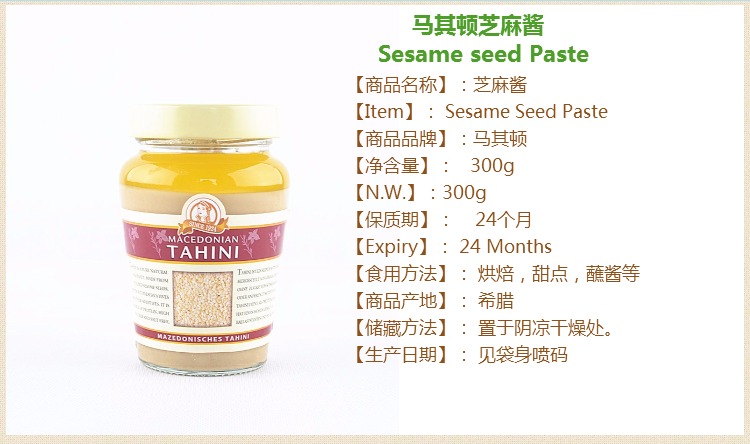 马其顿芝麻酱
Sesame seed Paste
【商品名称】：芝麻酱
【Item】： Sesame Seed Paste
【商品品牌】：马其顿
【净含量】： 300g
【N.W.】：300g
【保质期】： 24个月
【Expiry】： 24 Months
【食用方法】： 烘焙，甜点，蘸酱等
【商品产地】： 希腊
【储藏方法】： 置于阴凉干燥处。
【生产日期】： 见袋身喷码
SINCE 1924
MACEDONIAN
TAHINI
MAZEDONISCHES TAHINI